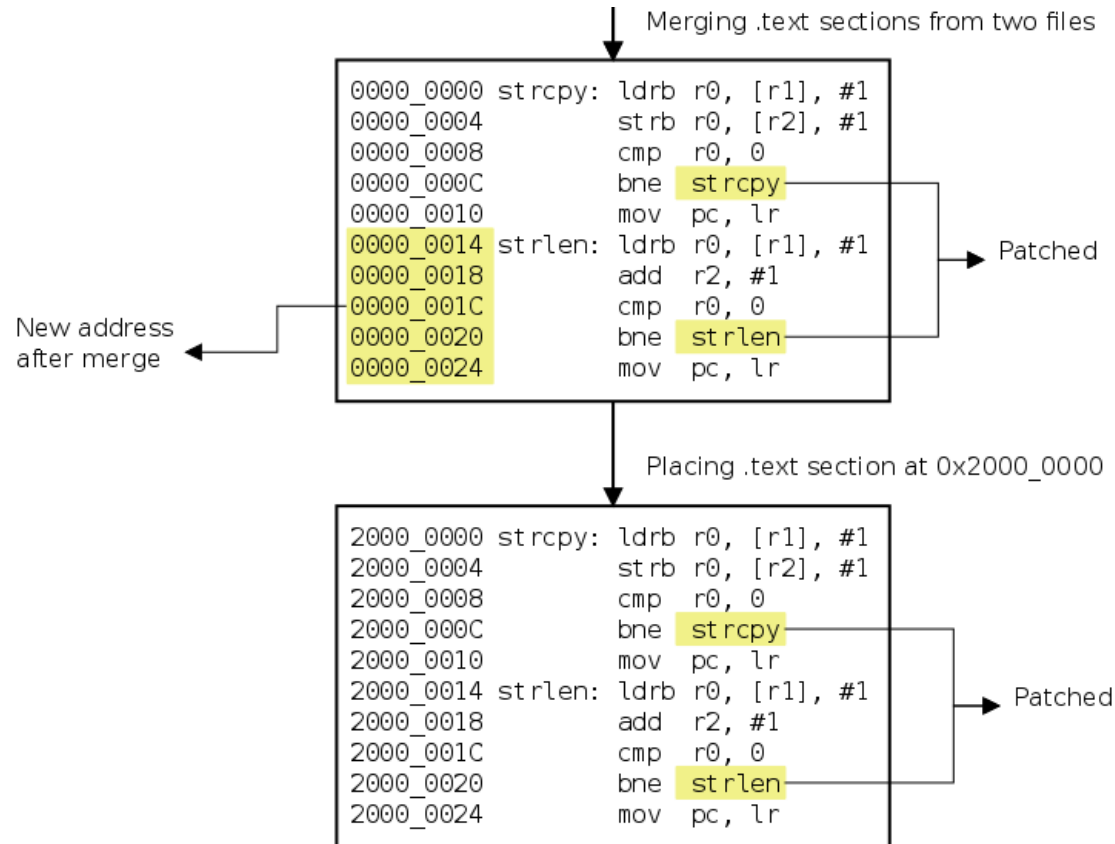 Merging .text sections from two files
0000_0000 strcpy: ldrb r0, [r1], #1
0000_0004 strb r0, [r2], #1
0000_0008 cmp r0, 0
0000_000C bne strcpy
0000_0010 mov pc, lr
0000_0014 strlen: ldrb r0, [r1], #1
0000_0018 add r2, #1
0000_001C cmp r0, 0
0000_0020 bne strlen
0000_0024 mov pc, lr
Patched
New address
after merge
Placing .text section at 0x2000_0000
2000_0000 strcpy: ldrb r0, [r1], #1
2000_0004 strb r0, [r2], #1
2000_0008 cmp r0, 0
2000_000C bne strcpy
2000_0010 mov pc, lr
2000_0014 strlen: ldrb r0, [r1], #1
2000_0018 add r2, #1
2000_001C cmp r0, 0
2000_0020 bne strlen
2000_0024 mov pc, lr
Patched